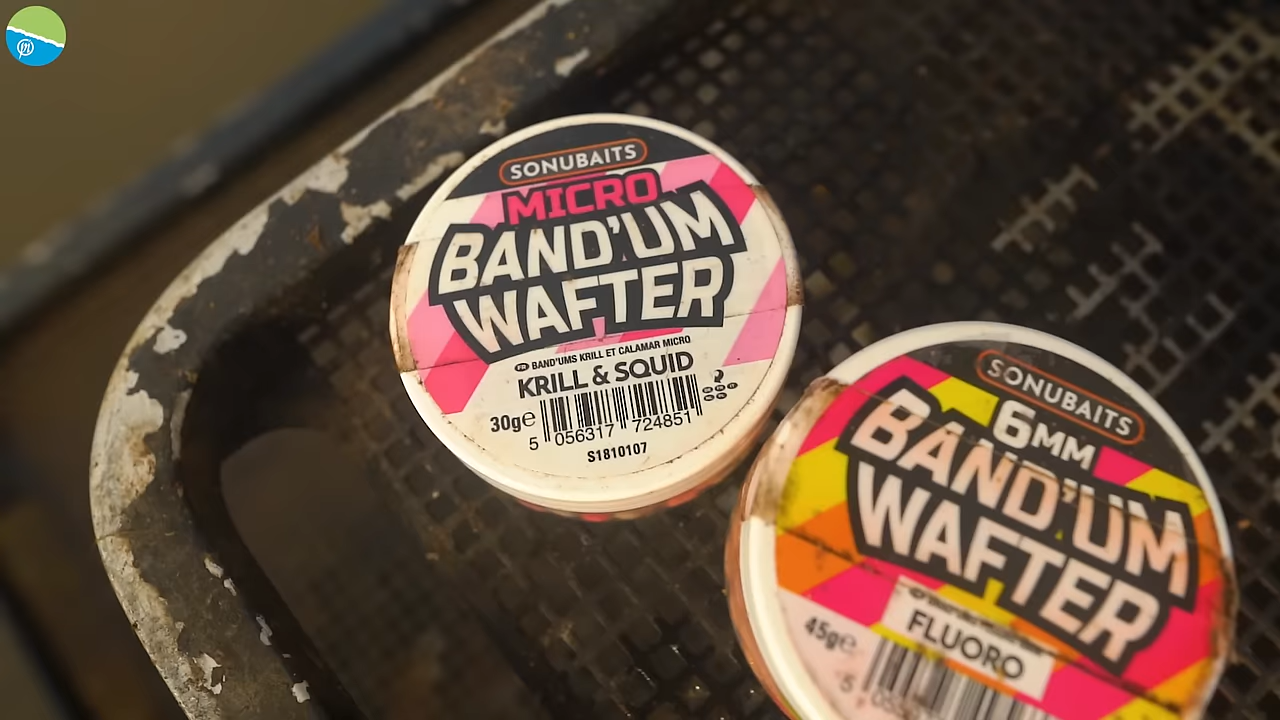 SONUBAITS
MICRO
BAND'UM
WAFTER
FR BAND'UMS KRILL ET CALAMAR MICRO
KRILL & SQUID
30g℮
5 056317 724851
S1810107
SONUBAITS
6MM
BAND'UM
WAFTER
FLUORO
45g℮